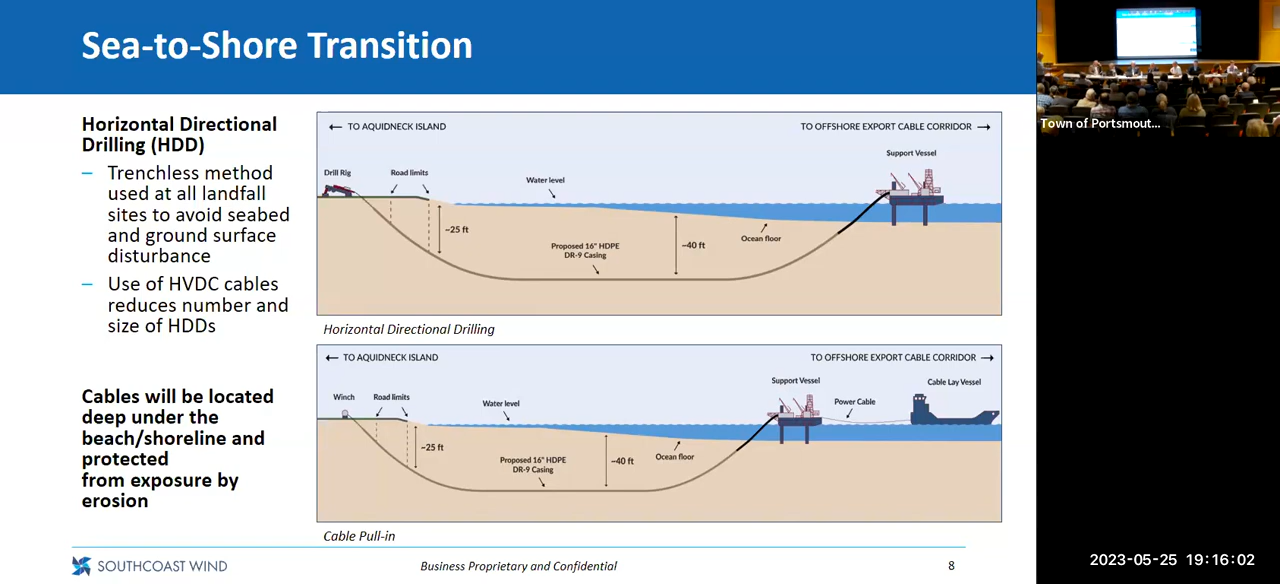 Sea-to-Shore Transition
Horizontal Directional
Drilling (HDD)
– Trenchless method
used at all landfall
sites to avoid seabed
and ground surface
disturbance
– Use of HVDC cables
reduces number and
size of HDDs
Cables will be located
deep under the
beach/shoreline and
protected
from exposure by
erosion
← TO AQUIDNECK ISLAND
TO OFFSHORE EXPORT CABLE CORRIDOR →
Support Vessel
Drill Rig
Road limits
Water level
~25 ft
~40 ft
Ocean floor
Proposed 16" HDPE
DR-9 Casing
Horizontal Directional Drilling
← TO AQUIDNECK ISLAND
TO OFFSHORE EXPORT CABLE CORRIDOR →
Support Vessel
Cable Lay Vessel
Winch
Road limits
Water level
Power Cable
~25 ft
~40 ft
Ocean floor
Proposed 16" HDPE
DR-9 Casing
Cable Pull-in
SOUTHCOAST WIND
Business Proprietary and Confidential
8
Town of Portsmout...
2023-05-25 19:16:02